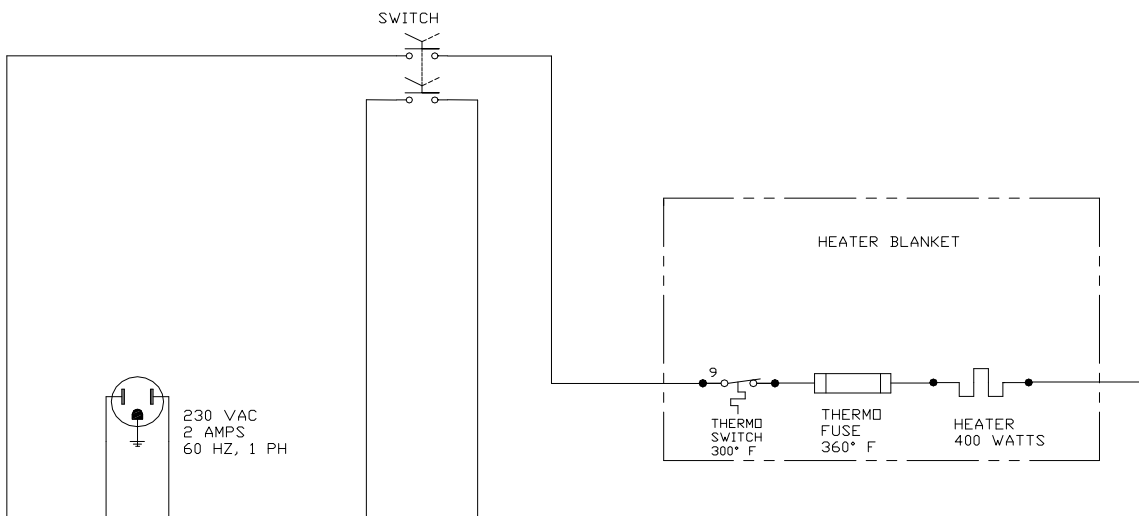 SWITCH
HEATER BLANKET
9
230 VAC
2 AMPS
60 HZ, 1 PH
THERMO
SWITCH
300° F
THERMO
FUSE
360° F
HEATER
400 WATTS